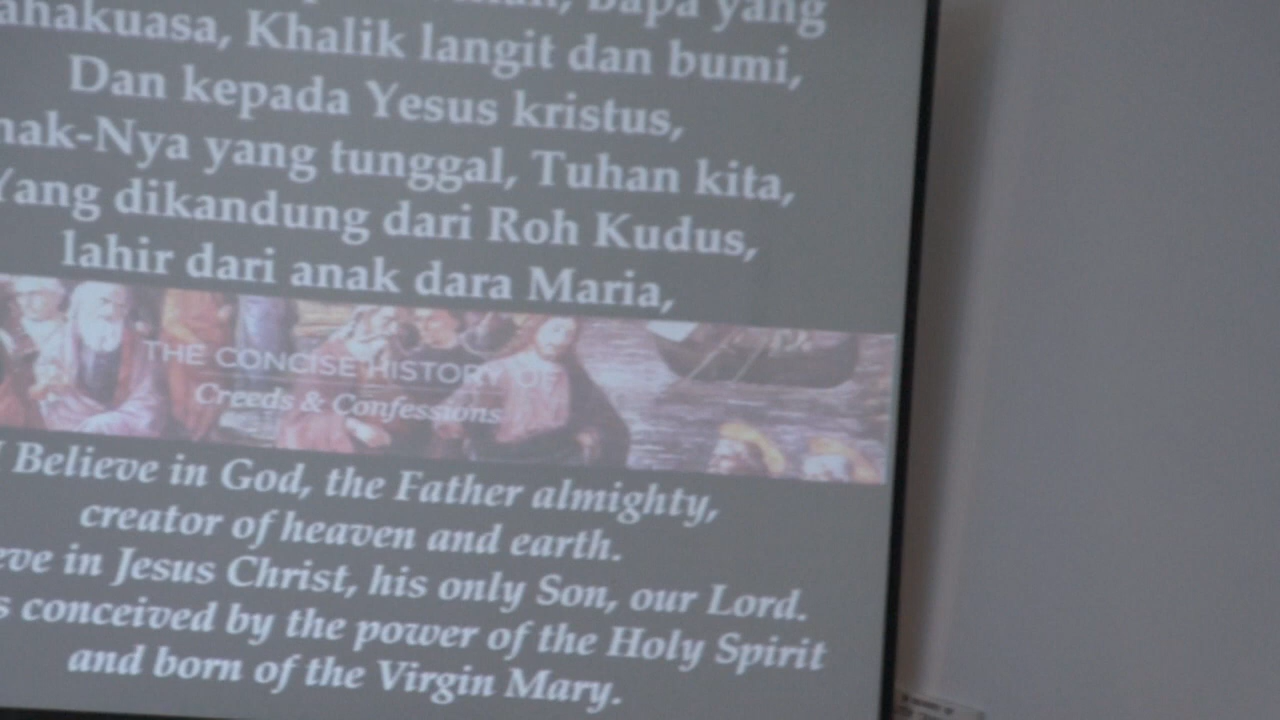 Bapa yang
ahakuasa, Khalik langit dan bumi,
Dan kepada Yesus kristus,
nak-Nya yang tunggal, Tuhan kita,
Yang dikandung dari Roh Kudus,
lahir dari anak dara Maria,
THE CONCISE HISTORY OF
Creeds & Confessions
I Believe in God, the Father almighty,
creator of heaven and earth.
eve in Jesus Christ, his only Son, our Lord.
s conceived by the power of the Holy Spirit
and born of the Virgin Mary.